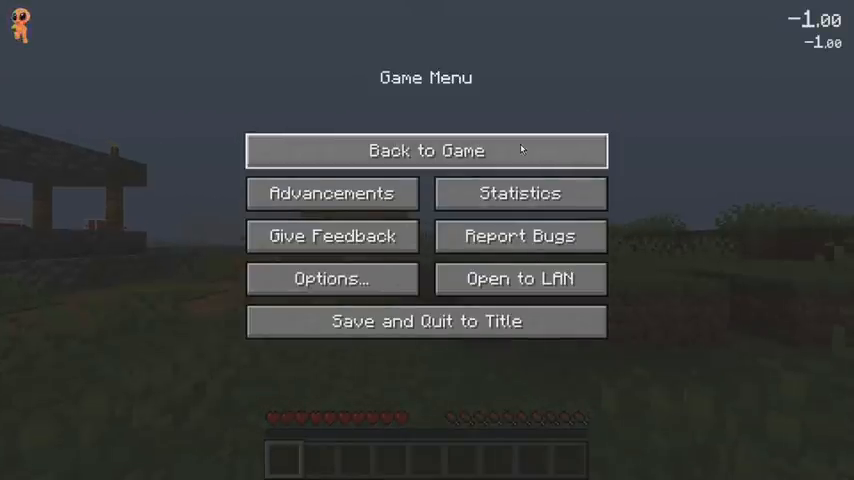 -1.00
-1.00
Game Menu
Back to Game
Advancements
Statistics
Give Feedback
Report Bugs
Options...
Open to LAN
Save and Quit to Title